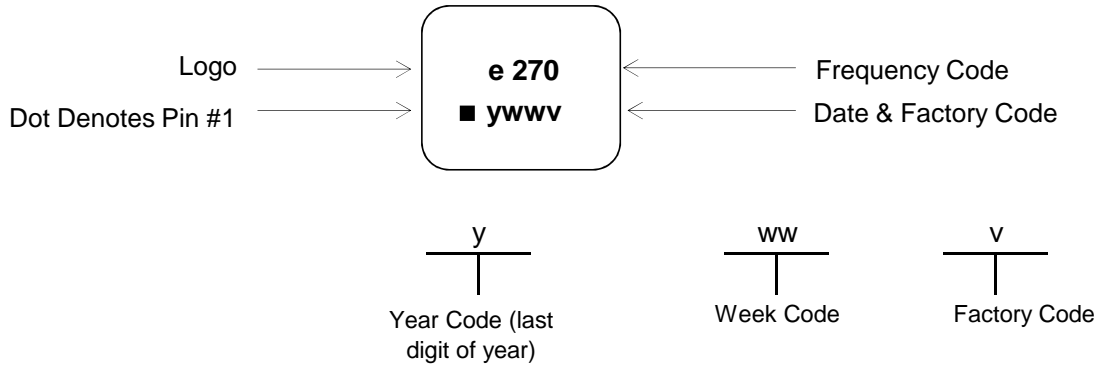 e 270
Logo
Frequency Code
■ ywwv
Dot Denotes Pin #1
Date & Factory Code
y
ww
v
Year Code (last
digit of year)
Week Code
Factory Code